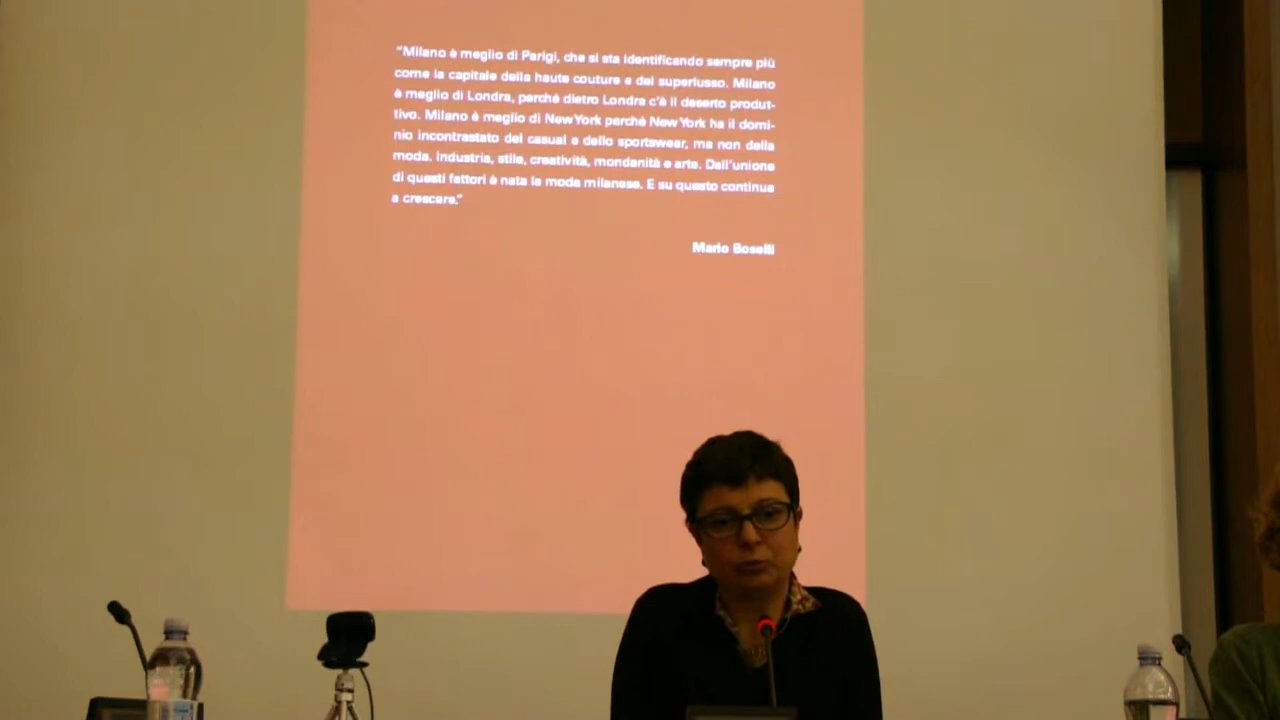 “Milano è meglio di Parigi, che si sta identificando sempre più
come la capitale della haute couture e del superlusso. Milano
è meglio di Londra, perché dietro Londra c’è il deserto produt-
tivo. Milano è meglio di New York perché New York ha il domi-
nio incontrastato del casual e dello sportswear, ma non della
moda. Industria, stile, creatività, mondanità e arte. Dall’unione
di questi fattori è nata la moda milanese. E su questo continua
a crescere.”
Mario Boselli